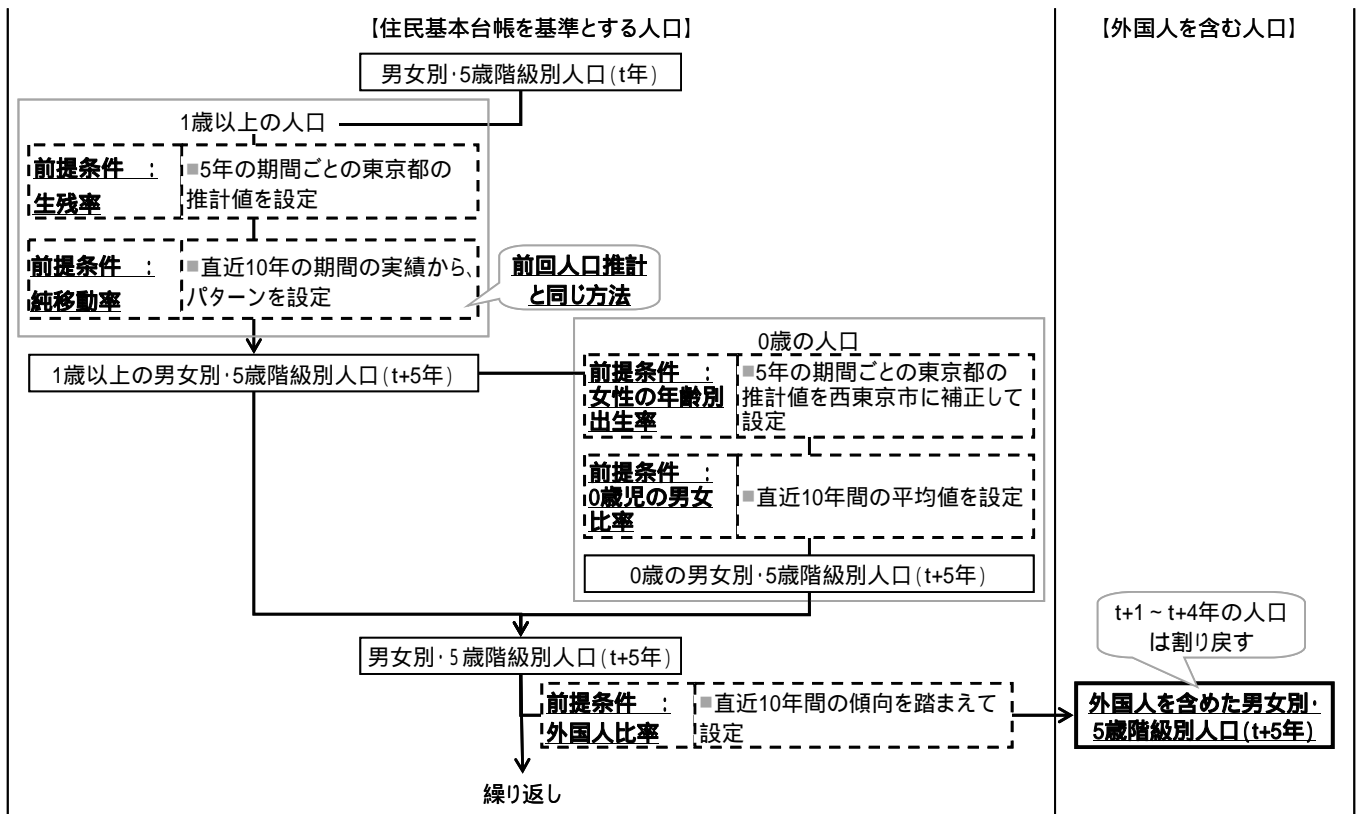 【住民基本台帳を基準とする人口】
【外国人を含む人口】
男女別・5歳階級別人口(t年)
1歳以上の人口
前提条件 :
生残率
■5年の期間ごとの東京都の
推計値を設定
前提条件 :
純移動率
■直近10年の期間の実績から、
パターンを設定
前回人口推計
と同じ方法
1歳以上の男女別・5歳階級別人口(t+5年)
0歳の人口
前提条件 :
女性の年齢別
出生率
■5年の期間ごとの東京都の
推計値を西東京市に補正して
設定
前提条件 :
0歳児の男女
比率
■直近10年間の平均値を設定
0歳の男女別・5歳階級別人口(t+5年)
男女別・5歳階級別人口(t+5年)
前提条件 :
外国人比率
■直近10年間の傾向を踏まえて
設定
t+1~t+4年の人口
は割り戻す
外国人を含めた男女別・
5歳階級別人口(t+5年)
繰り返し